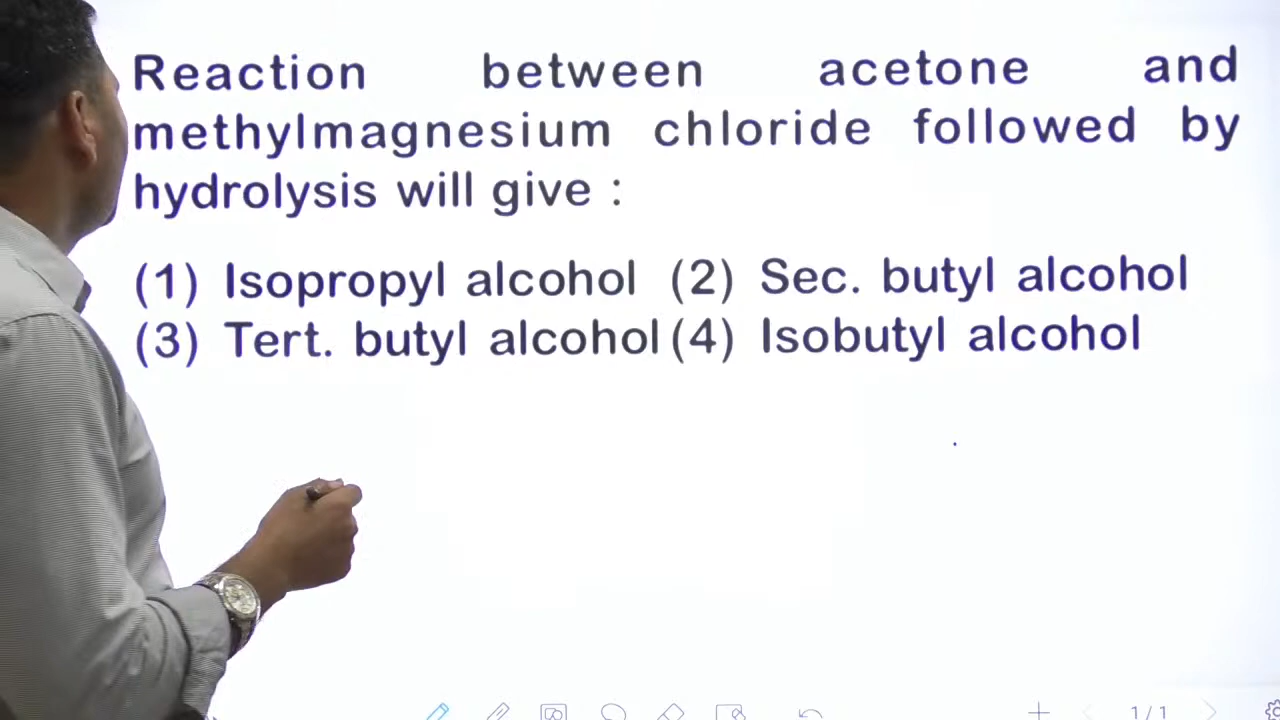 Reaction between acetone and
methylmagnesium chloride followed by
hydrolysis will give :
(1) Isopropyl alcohol (2) Sec. butyl alcohol
(3) Tert. butyl alcohol (4) Isobutyl alcohol
1/1